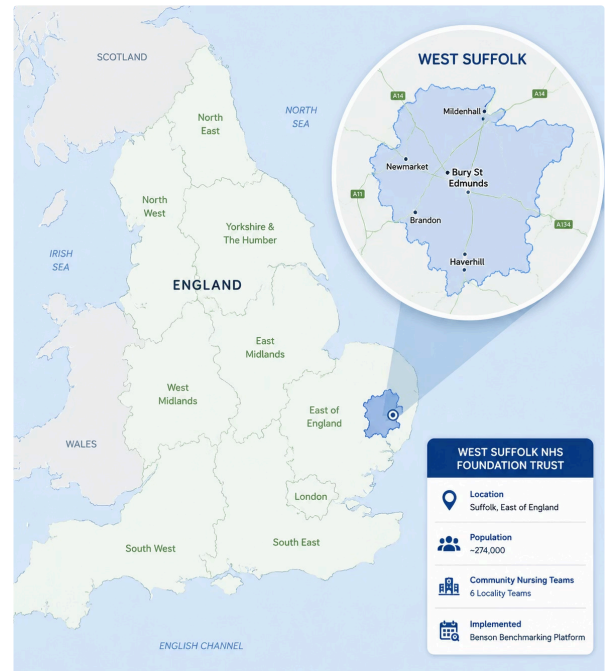 SCOTLAND
NORTH
SEA
North
East
North
West
Yorkshire &
The Humber
IRISH
SEA
ENGLAND
East
Midlands
West
Midlands
East of
England
WALES
London
South West
South East
ENGLISH CHANNEL
WEST SUFFOLK
A14
A14
Mildenhall
Newmarket
Bury St
Edmunds
A11
Brandon
A134
Haverhill
WEST SUFFOLK NHS
FOUNDATION TRUST
Location
Suffolk, East of England
Population
~274,000
Community Nursing Teams
6 Locality Teams
Implemented
Benson Benchmarking Platform